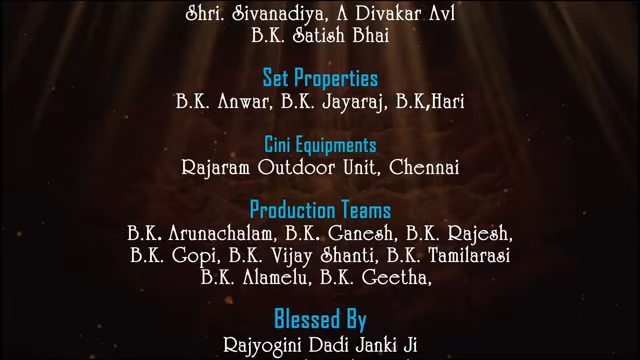 Shri. Sivanadiya, A Divakar Avl
B.K. Satish Bhai
Set Properties
B.K. Anwar, B.K. Jayaraj, B.K,Hari
Cini Equipments
Rajaram Outdoor Unit, Chennai
Production Teams
B.K. Arunachalam, B.K. Ganesh, B.K. Rajesh,
B.K. Gopi, B.K. Vijay Shanti, B.K. Tamilarasi
B.K. Alamelu, B.K. Geetha,
Blessed By
Rajyogini Dadi Janki Ji